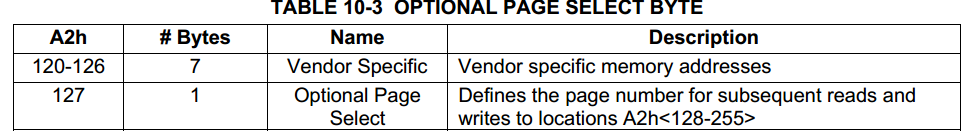 TABLE 10-3 OPTIONAL PAGE SELECT BYTE
A2h # Bytes Name Description
120-126 7 Vendor Specific Vendor specific memory addresses
127 1 Optional Page Defines the page number for subsequent reads and
Select writes to locations A2h<128-255>